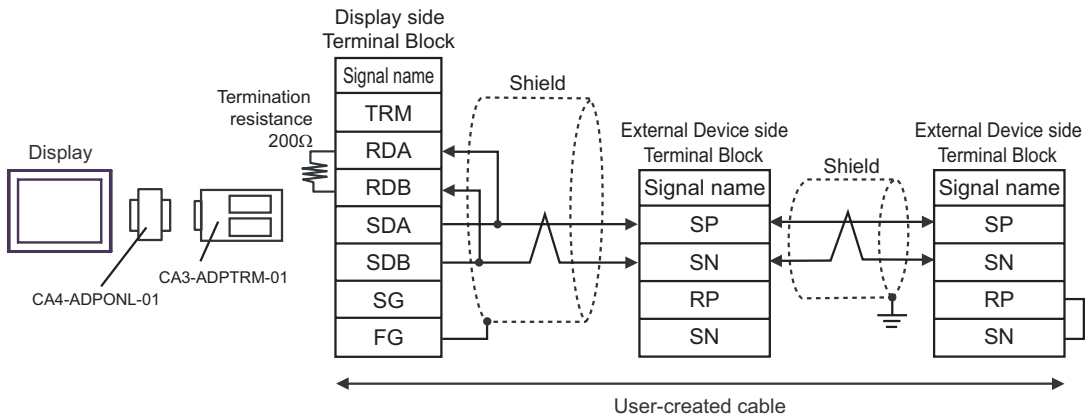 Display side
Terminal Block
Signal name
TRM
RDA
RDB
SDA
SDB
SG
FG
Termination
resistance
200Ω
Display
CA4-ADPONL-01
CA3-ADPTRM-01
Shield
External Device side
Terminal Block
Signal name
SP
SN
RP
SN
Shield
External Device side
Terminal Block
Signal name
SP
SN
RP
SN
User-created cable